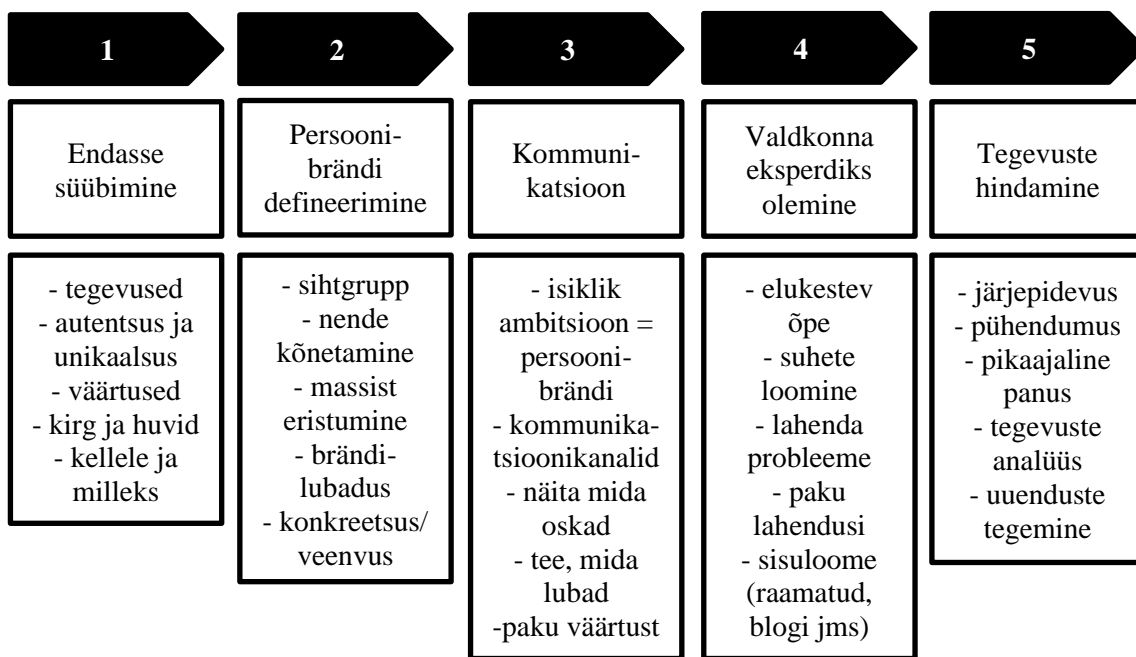 1
2
3
4
5
Endasse
süübimine
Persooni-
brändi
defineerimine
Kommuni-
katsioon
Valdkonna
eksperdiks
olemine
Tegevuste
hindamine
- tegevused
- autentsus ja
unikaalsus
- väärtused
- kirg ja huvid
- kellele ja
milleks
- sihtgrupp
- nende
kõnetamine
- massist
eristumine
- brändi-
lubadus
- konkreetsus/
veenvus
- isiklik
ambitsioon =
persooni-
brändi
- kommunika-
tsioonikanalid
- näita mida
oskad
- tee, mida
lubad
-paku väärtust
- elukestev
õpe
- suhete
loomine
- lahenda
probleeme
- paku
lahendusi
- sisuloome
(raamatud,
blogi jms)
- järjepidevus
- pühendumus
- pikaajaline
panus
- tegevuste
analüüs
- uuenduste
tegemine